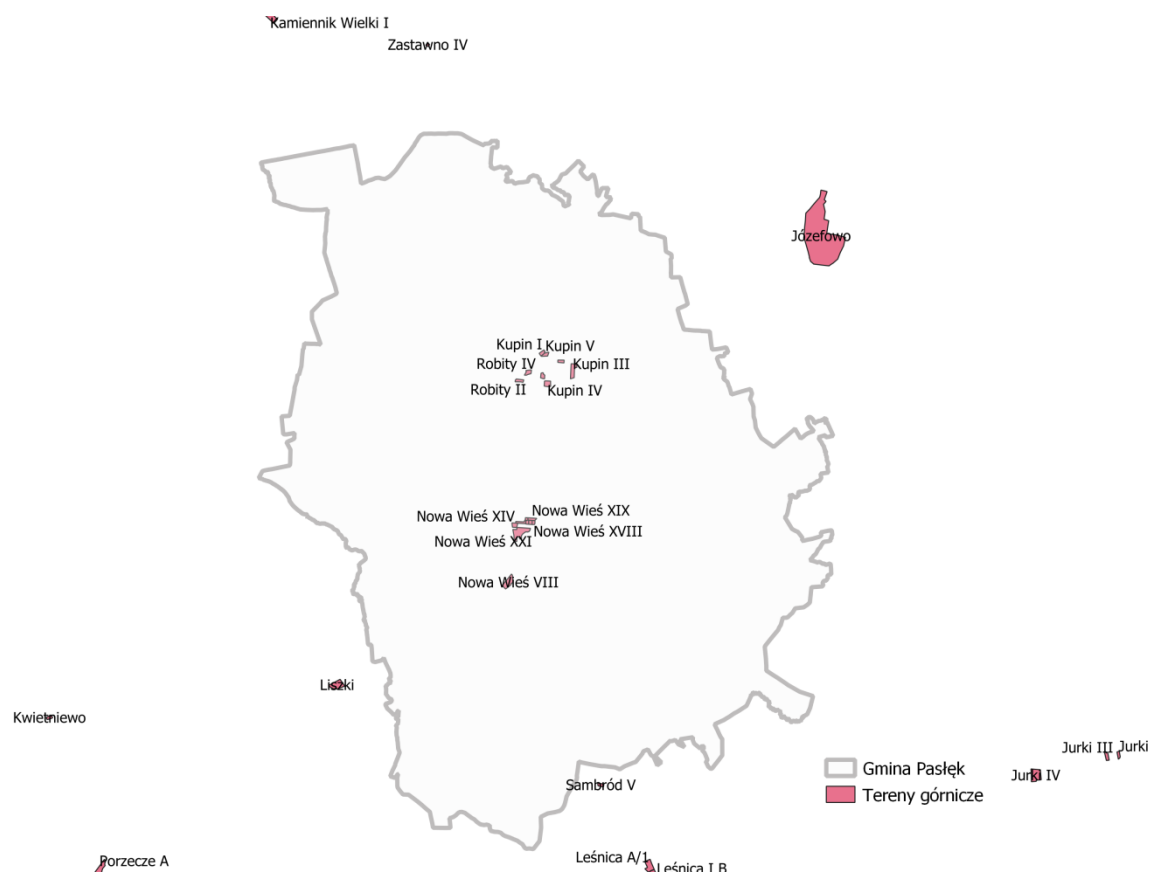 Kamiennik Wielki I
Zastawno IV
Józefowo
Kupin I
Kupin V
Robity IV
Kupin III
Robity II
Kupin IV
Nowa Wieś XIX
Nowa Wieś XIV
Nowa Wieś XVIII
Nowa Wieś XXI
Nowa Wieś VIII
Liszki
Kwietniewo
Jurki III
Jurki
Gmina Pasłęk
Jurki IV
Sambród V
Tereny górnicze
Leśnica A/1
Porzecze A
Leśnica I B